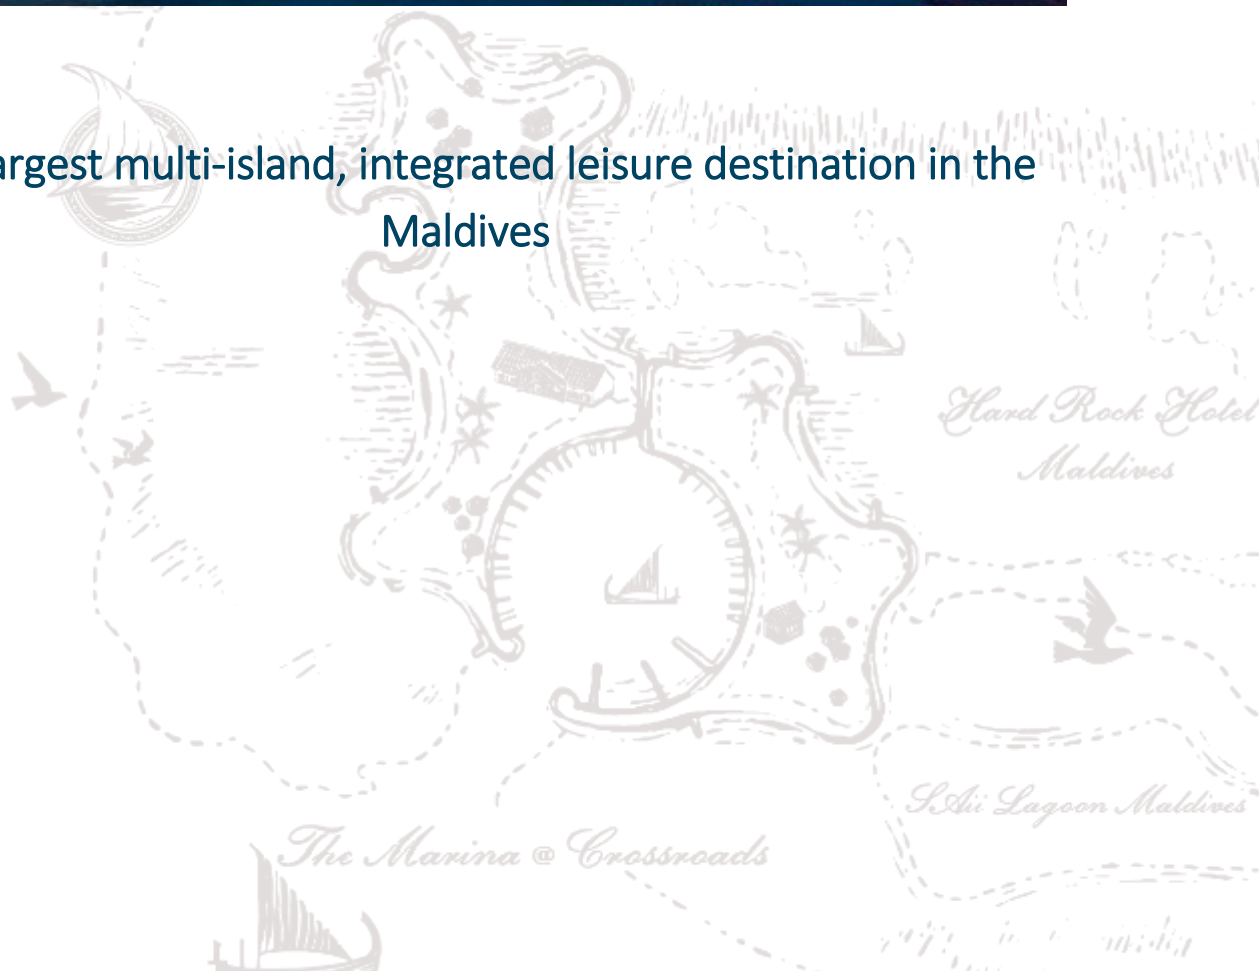 argest multi-island, integrated leisure destination in the
Maldives
Hard Rock Hotel
Maldives
SAii Lagoon Maldives
The Marina @ Crossroads